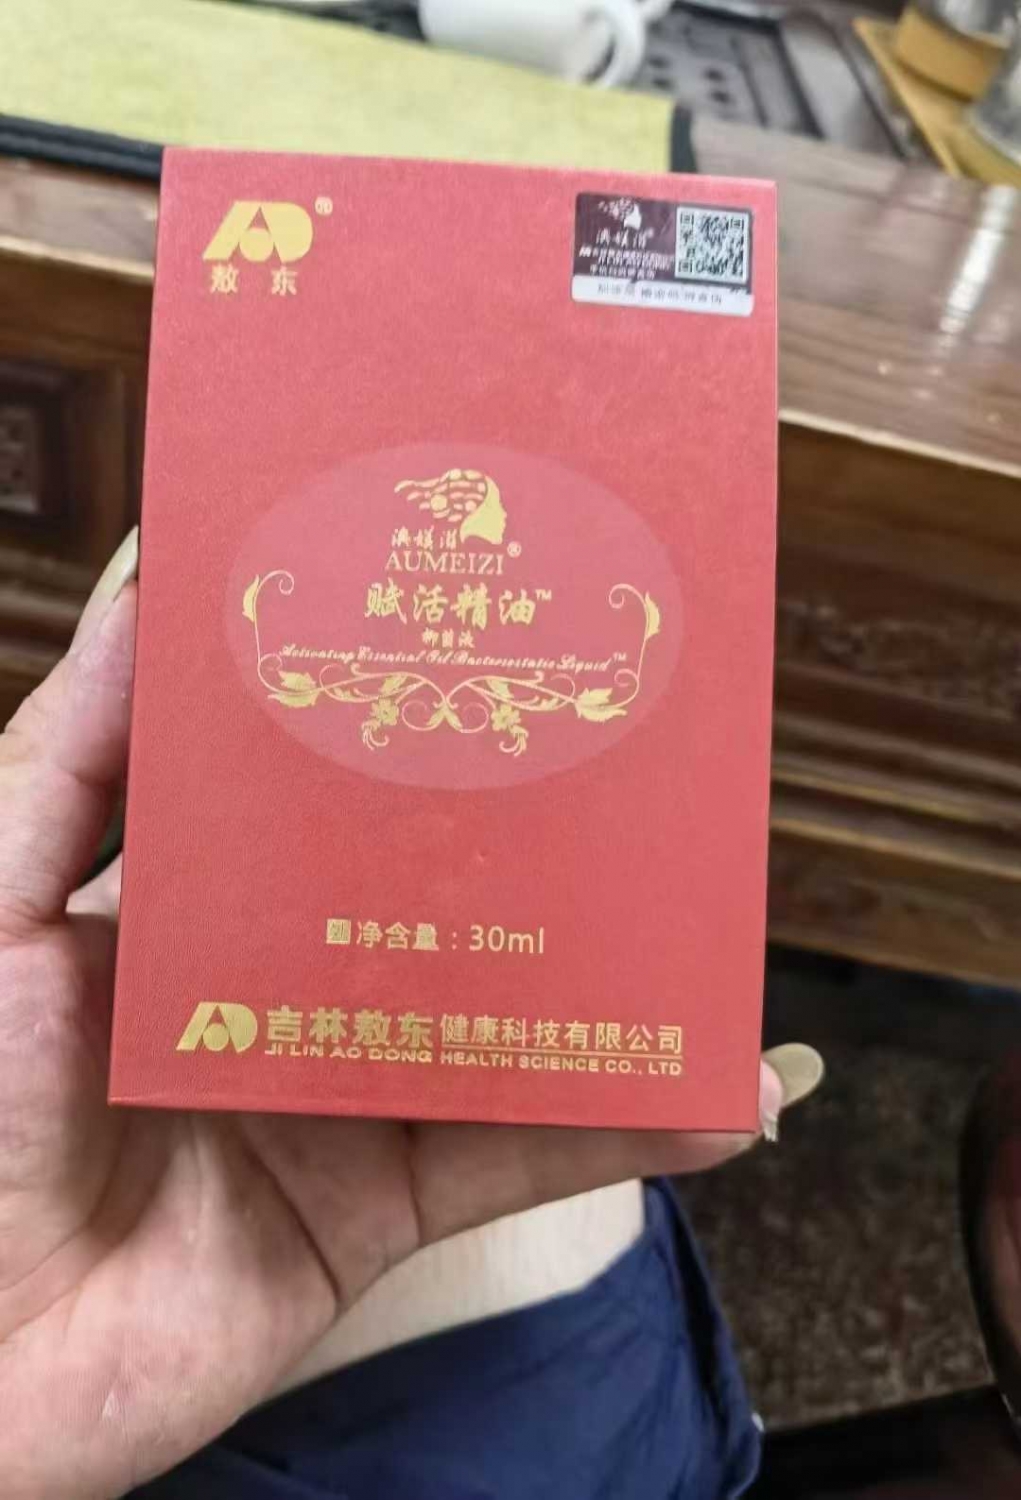 敖东
澳媄滋
AUMEIZI®
赋活精油™
抑菌液
Activating Essential Oil Bacteriostatic Liquid™
净含量:30ml
吉林敖东健康科技有限公司
JI LIN AO DONG HEALTH SCIENCE CO., LTD